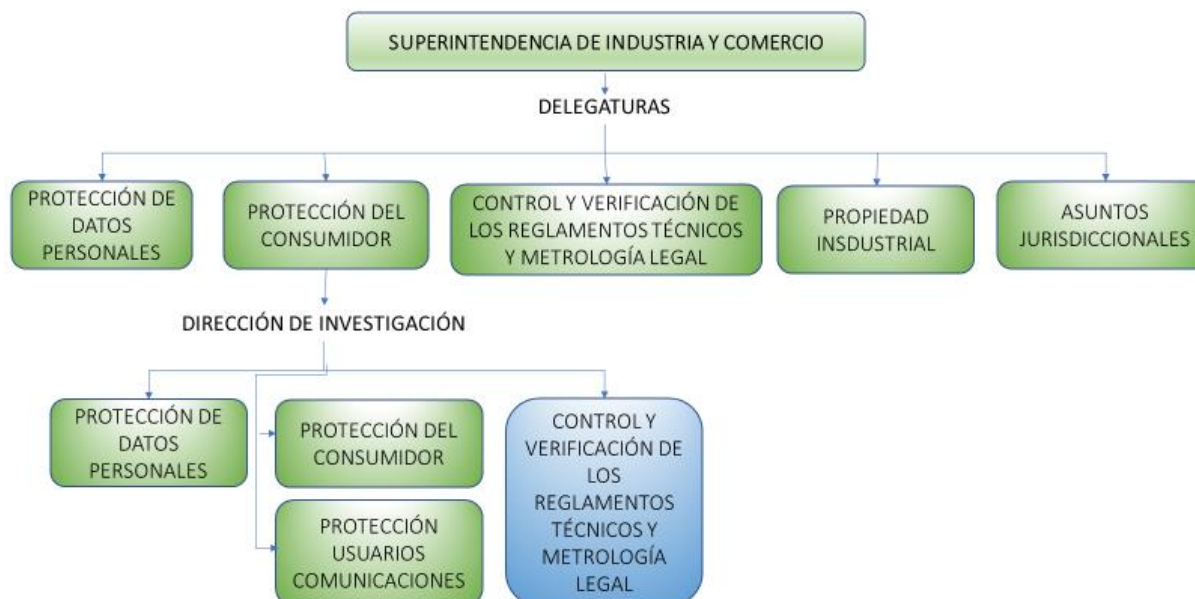 SUPERINTENDENCIA DE INDUSTRIA Y COMERCIO
DELEGATURAS
PROTECCIÓN DE
DATOS
PERSONALES
PROTECCIÓN DEL
CONSUMIDOR
CONTROL Y VERIFICACIÓN DE
LOS REGLAMENTOS TÉCNICOS
Y METROLOGÍA LEGAL
PROPIEDAD
INSDUSTRIAL
ASUNTOS
JURISDICCIONALES
DIRECCIÓN DE INVESTIGACIÓN
PROTECCIÓN DE
DATOS
PERSONALES
PROTECCIÓN DEL
CONSUMIDOR
PROTECCIÓN
USUARIOS
COMUNICACIONES
CONTROL Y
VERIFICACIÓN DE
LOS
REGLAMENTOS
TÉCNICOS Y
METROLOGÍA
LEGAL